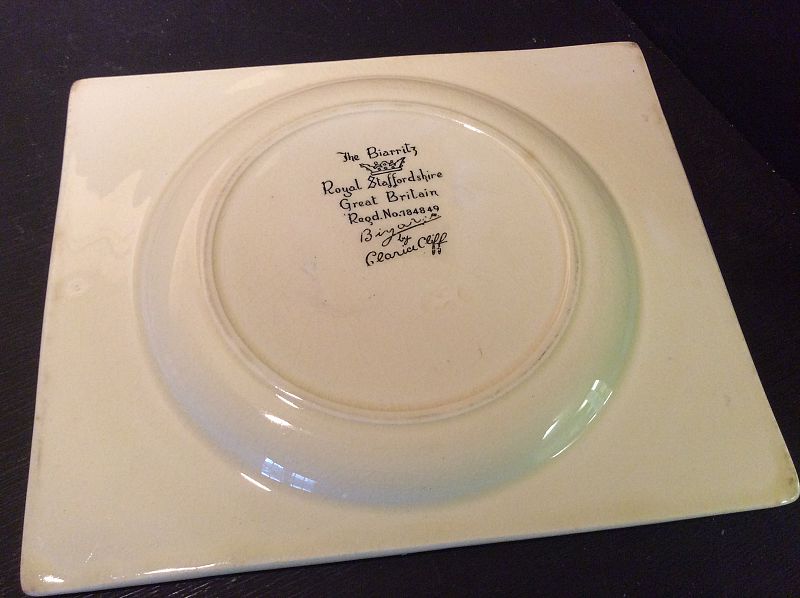 The Biarritz
Royal Staffordshire
Great Britain
Regd. No. 784849
Bizarre
by
Clarice Cliff